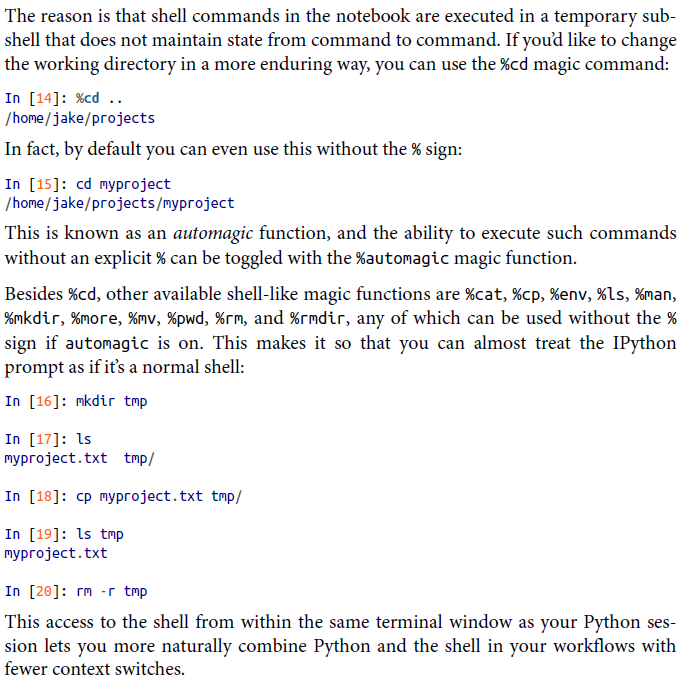 The reason is that shell commands in the notebook are executed in a temporary sub-
shell that does not maintain state from command to command. If you’d like to change
the working directory in a more enduring way, you can use the %cd magic command:
In [14]: %cd ..
/home/jake/projects
In fact, by default you can even use this without the % sign:
In [15]: cd myproject
/home/jake/projects/myproject
This is known as an automagic function, and the ability to execute such commands
without an explicit % can be toggled with the %automagic magic function.
Besides %cd, other available shell-like magic functions are %cat, %cp, %env, %ls, %man,
%mkdir, %more, %mv, %pwd, %rm, and %rmdir, any of which can be used without the %
sign if automagic is on. This makes it so that you can almost treat the IPython
prompt as if it’s a normal shell:
In [16]: mkdir tmp
In [17]: ls
myproject.txt  tmp/
In [18]: cp myproject.txt tmp/
In [19]: ls tmp
myproject.txt
In [20]: rm -r tmp
This access to the shell from within the same terminal window as your Python ses-
sion lets you more naturally combine Python and the shell in your workflows with
fewer context switches.